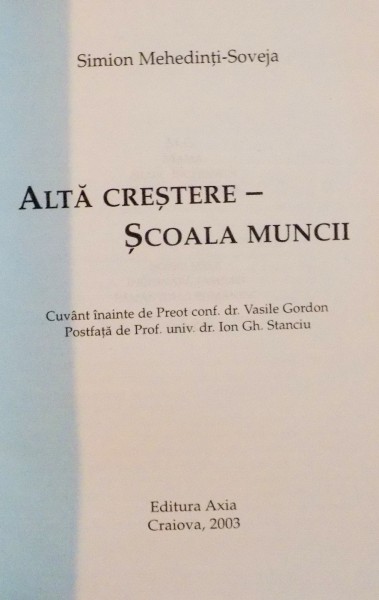 Simion Mehedinți-Soveja
ALTĂ CREȘTERE –
ȘCOALA MUNCII
Cuvânt înainte de Preot conf. dr. Vasile Gordon
Postfață de Prof. univ. dr. Ion Gh. Stanciu
Editura Axia
Craiova, 2003